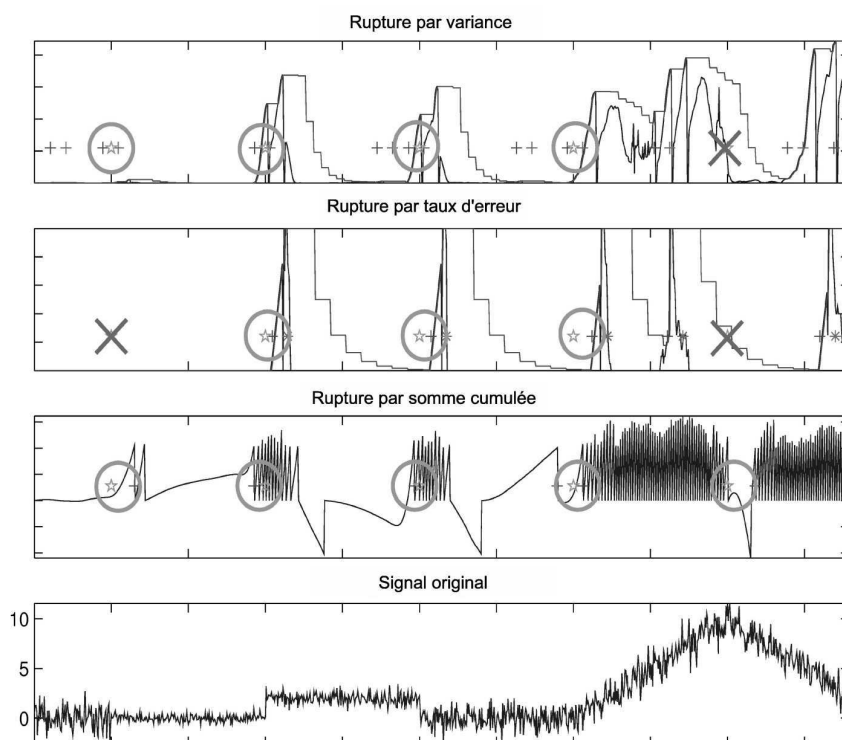 Rupture par variance
Rupture par taux d'erreur
Rupture par somme cumulée
Signal original
10
5
0